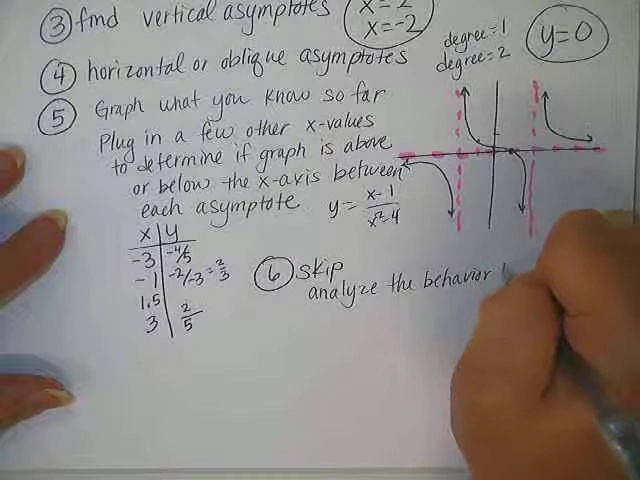 ③ find vertical asymptotes
x=2
x=-2
④ horizontal or oblique asymptotes
degree=1
degree=2
y=0
⑤ Graph what you know so far
Plug in a few other x-values
to determine if graph is above
or below the x-axis between
each asymptote
y = x-1 / x²-4
x | y
-3 | -4/5
-1 | -2/-3 = 2/3
1.5
3 | 2/5
⑥ skip
analyze the behavior